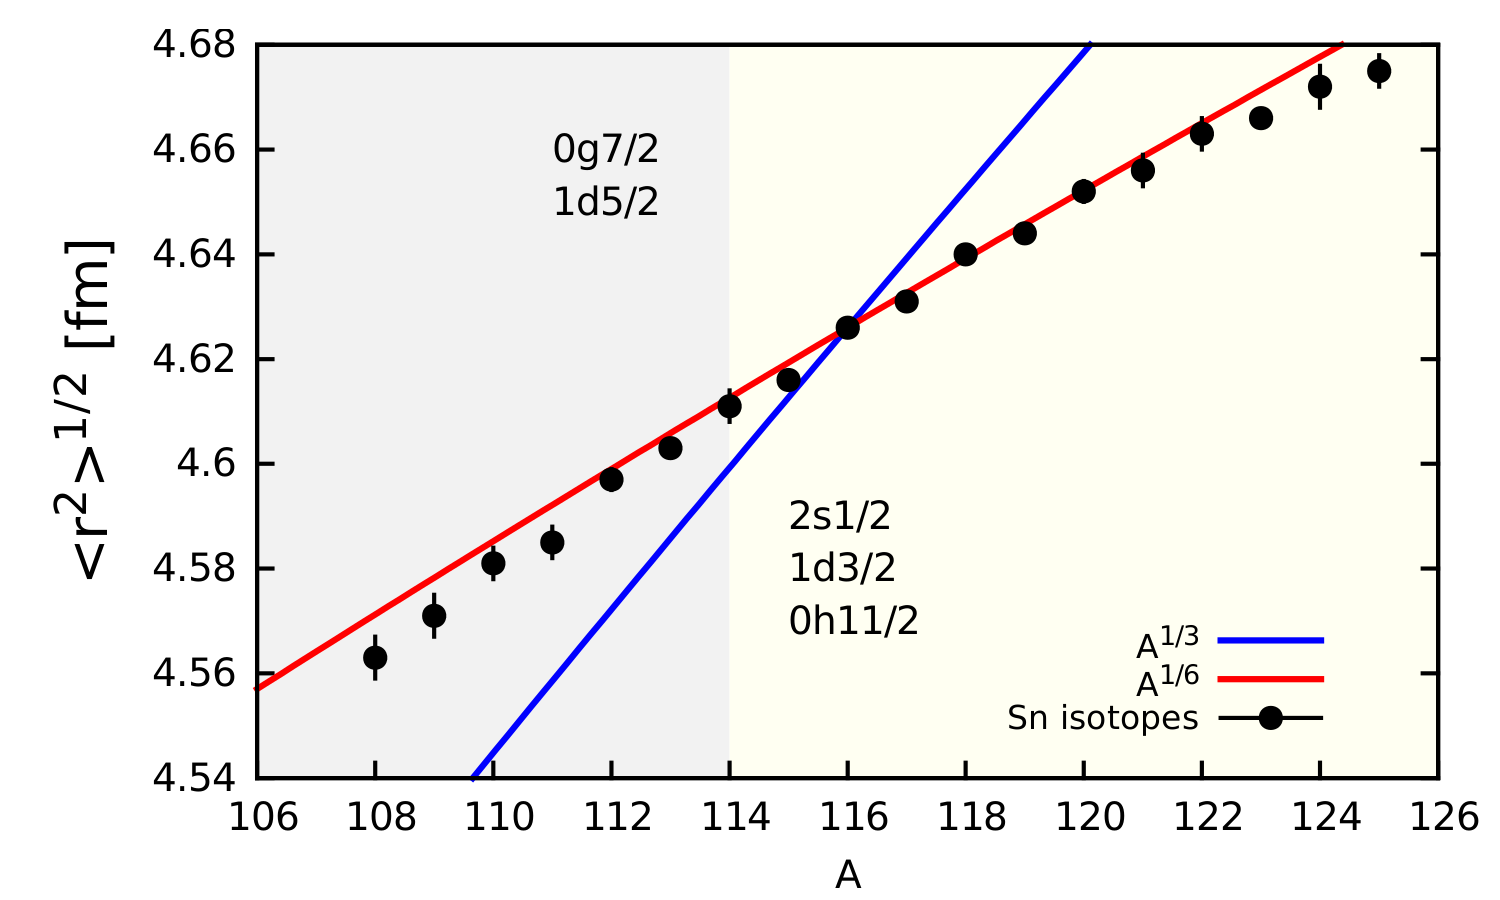 4.68
4.66
4.64
4.62
4.6
4.58
4.56
4.54
<r²>¹/² [fm]
0g7/2
1d5/2
2s1/2
1d3/2
0h11/2
A¹/³
A¹/⁶
Sn isotopes
106 108 110 112 114 116 118 120 122 124 126
A